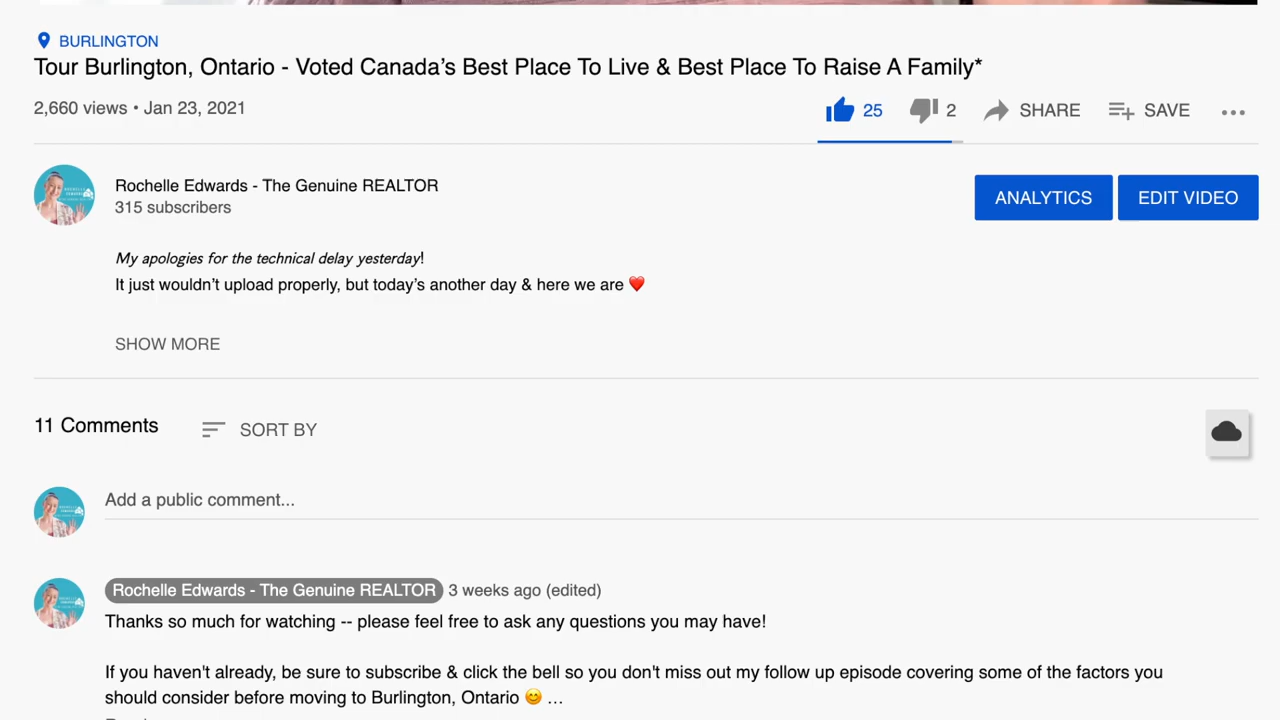 BURLINGTON
Tour Burlington, Ontario - Voted Canada’s Best Place To Live & Best Place To Raise A Family*
2,660 views • Jan 23, 2021
25 2 SHARE SAVE ...
Rochelle Edwards - The Genuine REALTOR
315 subscribers
ANALYTICS EDIT VIDEO
My apologies for the technical delay yesterday!
It just wouldn’t upload properly, but today’s another day & here we are ❤️
SHOW MORE
11 Comments SORT BY
Add a public comment...
Rochelle Edwards - The Genuine REALTOR 3 weeks ago (edited)
Thanks so much for watching -- please feel free to ask any questions you may have!
If you haven't already, be sure to subscribe & click the bell so you don't miss out my follow up episode covering some of the factors you
should consider before moving to Burlington, Ontario 😊 …